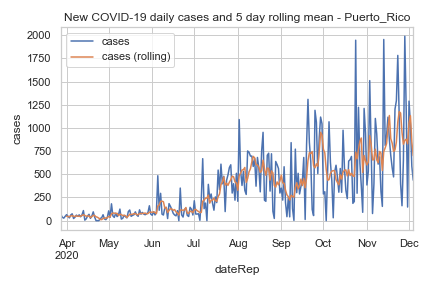 New COVID-19 daily cases and 5 day rolling mean - Puerto_Rico
cases
cases (rolling)
2000
1750
1500
1250
1000
750
500
250
0
cases
Apr May Jun Jul Aug Sep Oct Nov Dec
2020
dateRep